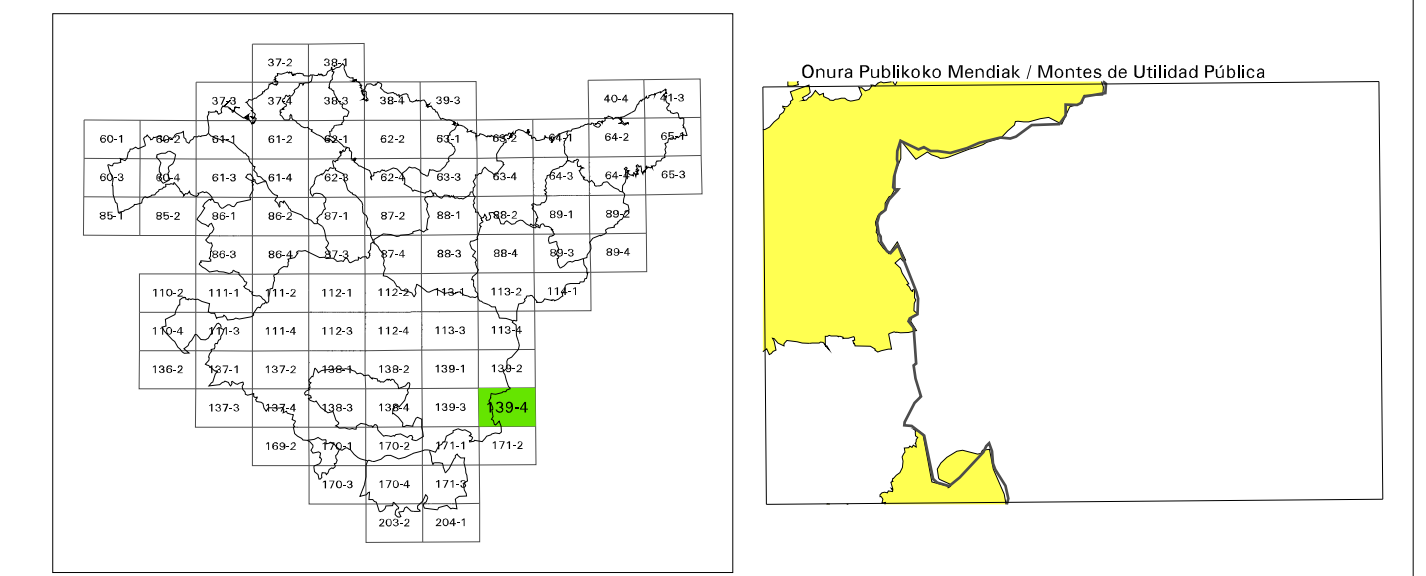 Onura Publikoko Mendiak / Montes de Utilidad Pública
37-2 38-1
37-3 37-4 38-3 38-4 39-3 40-4 41-3
60-1 60-2 61-1 61-2 62-1 62-2 63-1 63-2 64-1 64-2 65-1
60-3 60-4 61-3 61-4 62-3 62-4 63-3 63-4 64-3 64-4 65-3
85-1 85-2 86-1 86-2 87-1 87-2 88-1 88-2 89-1 89-2
86-3 86-4 87-3 87-4 88-3 88-4 89-3 89-4
110-2 111-1 111-2 112-1 112-2 113-1 113-2 114-1
110-4 111-3 111-4 112-3 112-4 113-3 113-4
136-2 137-1 137-2 138-1 138-2 139-1 139-2
137-3 137-4 138-3 138-4 139-3 139-4
169-2 170-1 170-2 171-1 171-2
170-3 170-4 171-3
203-2 204-1